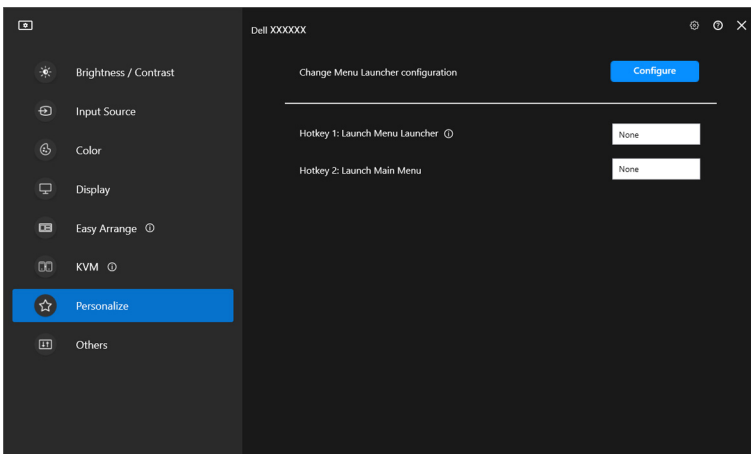 Dell XXXXXX
Brightness / Contrast
Input Source
Color
Display
Easy Arrange
KVM
Personalize
Others
Change Menu Launcher configuration
Configure
Hotkey 1: Launch Menu Launcher
None
Hotkey 2: Launch Main Menu
None